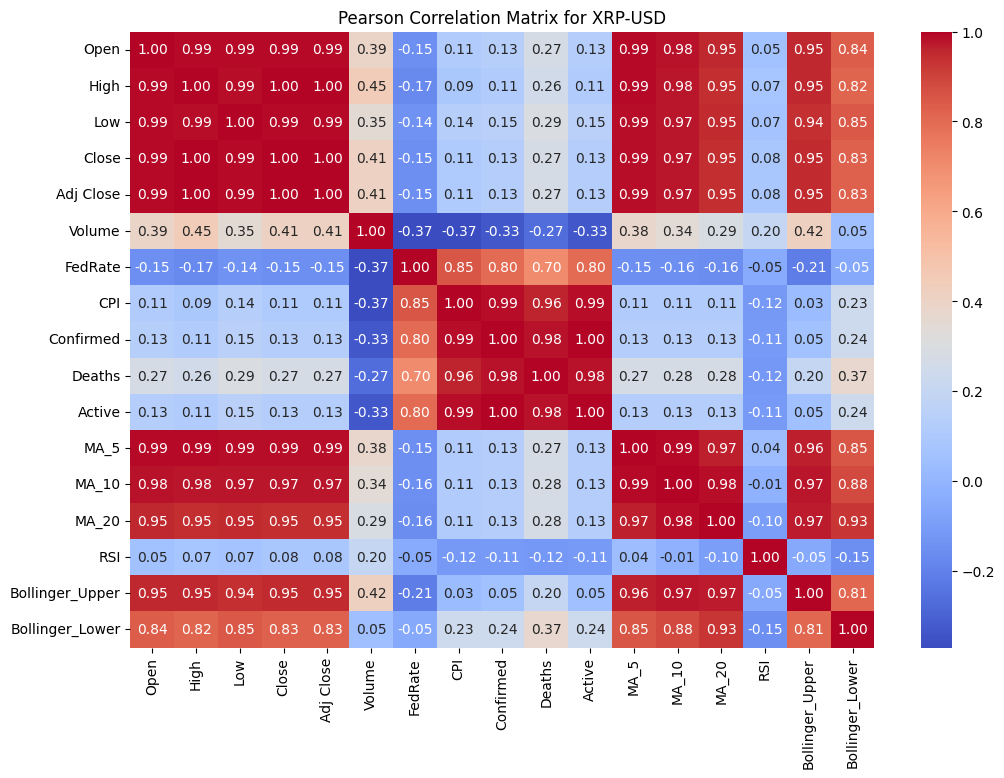 Pearson Correlation Matrix for XRP-USD
Open 1.00 0.99 0.99 0.99 0.99 0.39 -0.15 0.11 0.13 0.27 0.13 0.99 0.98 0.95 0.05 0.95 0.84
High 0.99 1.00 0.99 1.00 1.00 0.45 -0.17 0.09 0.11 0.26 0.11 0.99 0.98 0.95 0.07 0.95 0.82
Low 0.99 0.99 1.00 0.99 0.99 0.35 -0.14 0.14 0.15 0.29 0.15 0.99 0.97 0.95 0.07 0.94 0.85
Close 0.99 1.00 0.99 1.00 1.00 0.41 -0.15 0.11 0.13 0.27 0.13 0.99 0.97 0.95 0.08 0.95 0.83
Adj Close 0.99 1.00 0.99 1.00 1.00 0.41 -0.15 0.11 0.13 0.27 0.13 0.99 0.97 0.95 0.08 0.95 0.83
Volume 0.39 0.45 0.35 0.41 0.41 1.00 -0.37 -0.37 -0.33 -0.27 -0.33 0.38 0.34 0.29 0.20 0.42 0.05
FedRate -0.15 -0.17 -0.14 -0.15 -0.15 -0.37 1.00 0.85 0.80 0.70 0.80 -0.15 -0.16 -0.16 -0.05 -0.21 -0.05
CPI 0.11 0.09 0.14 0.11 0.11 -0.37 0.85 1.00 0.99 0.96 0.99 0.11 0.11 0.11 -0.12 0.03 0.23
Confirmed 0.13 0.11 0.15 0.13 0.13 -0.33 0.80 0.99 1.00 0.98 1.00 0.13 0.13 0.13 -0.11 0.05 0.24
Deaths 0.27 0.26 0.29 0.27 0.27 -0.27 0.70 0.96 0.98 1.00 0.98 0.27 0.28 0.28 -0.12 0.20 0.37
Active 0.13 0.11 0.15 0.13 0.13 -0.33 0.80 0.99 1.00 0.98 1.00 0.13 0.13 0.13 -0.11 0.05 0.24
MA_5 0.99 0.99 0.99 0.99 0.99 0.38 -0.15 0.11 0.13 0.27 0.13 1.00 0.99 0.97 0.04 0.96 0.85
MA_10 0.98 0.98 0.97 0.97 0.97 0.34 -0.16 0.11 0.13 0.28 0.13 0.99 1.00 0.98 -0.01 0.97 0.88
MA_20 0.95 0.95 0.95 0.95 0.95 0.29 -0.16 0.11 0.13 0.28 0.13 0.97 0.98 1.00 -0.10 0.97 0.93
RSI 0.05 0.07 0.07 0.08 0.08 0.20 -0.05 -0.12 -0.11 -0.12 -0.11 0.04 -0.01 -0.10 1.00 -0.05 -0.15
Bollinger_Upper 0.95 0.95 0.94 0.95 0.95 0.42 -0.21 0.03 0.05 0.20 0.05 0.96 0.97 0.97 -0.05 1.00 0.81
Bollinger_Lower 0.84 0.82 0.85 0.83 0.83 0.05 -0.05 0.23 0.24 0.37 0.24 0.85 0.88 0.93 -0.15 0.81 1.00
Open High Low Close Adj Close Volume FedRate CPI Confirmed Deaths Active MA_5 MA_10 MA_20 RSI Bollinger_Upper Bollinger_Lower
1.0
0.8
0.6
0.4
0.2
0.0
−0.2